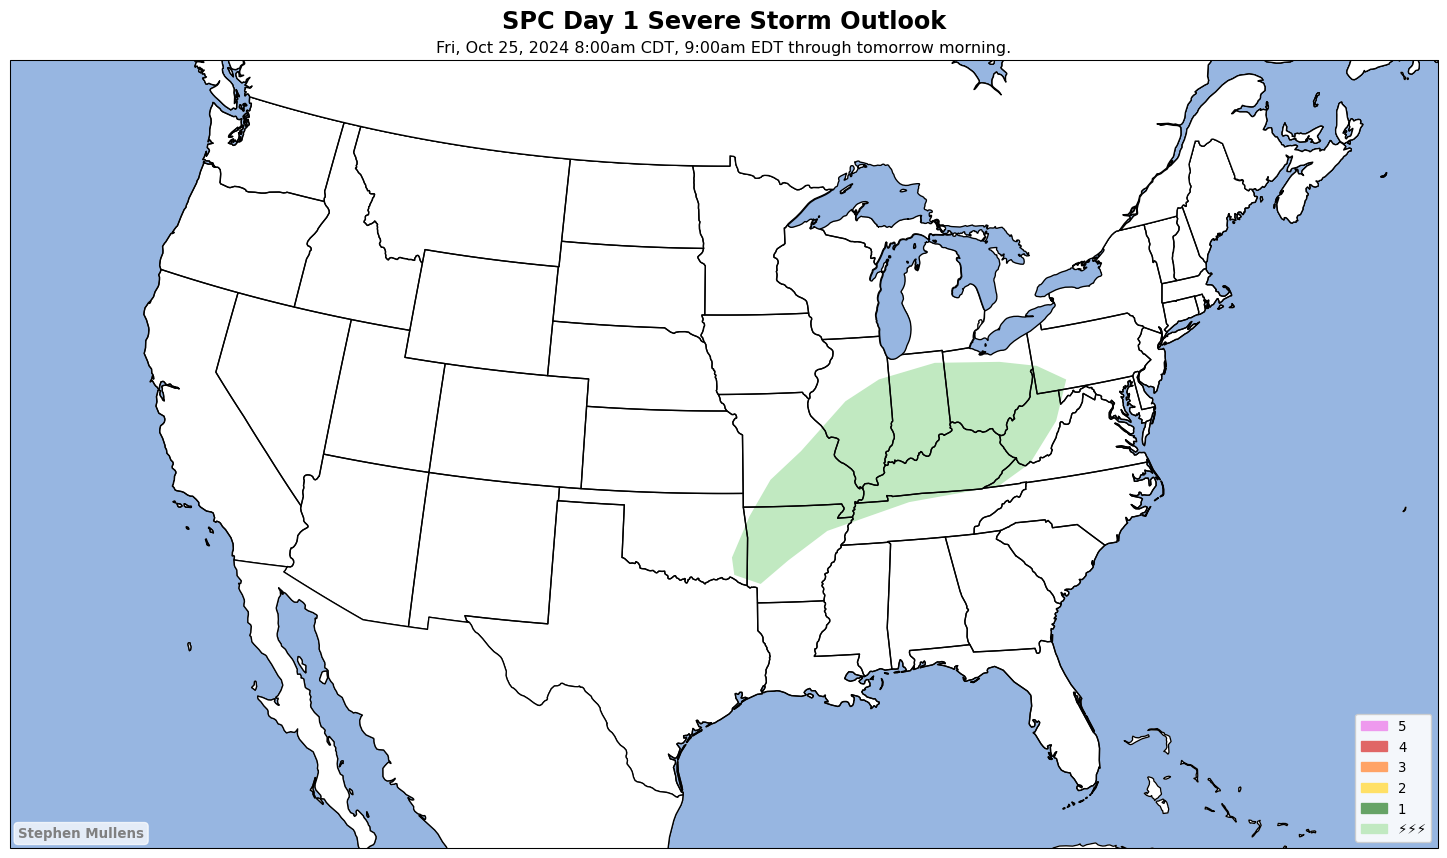 SPC Day 1 Severe Storm Outlook
Fri, Oct 25, 2024 8:00am CDT, 9:00am EDT through tomorrow morning.
5
4
3
2
1
⚡⚡⚡
Stephen Mullens